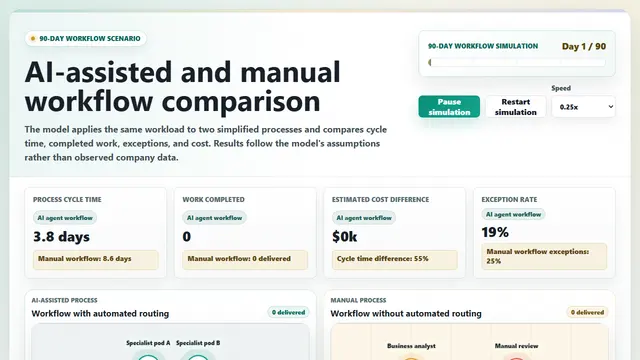 90-DAY WORKFLOW SCENARIO
AI-assisted and manual
workflow comparison
The model applies the same workload to two simplified processes and compares cycle
time, completed work, exceptions, and cost. Results follow the model's assumptions
rather than observed company data.
90-DAY WORKFLOW SIMULATION
Day 1 / 90
Pause
simulation
Restart
simulation
Speed
0.25x
PROCESS CYCLE TIME
AI agent workflow
3.8 days
Manual workflow: 8.6 days
WORK COMPLETED
AI agent workflow
0
Manual workflow: 0 delivered
ESTIMATED COST DIFFERENCE
AI agent workflow
$0k
Cycle time difference: 55%
EXCEPTION RATE
AI agent workflow
19%
Manual workflow exceptions:
25%
AI-ASSISTED PROCESS
Workflow with automated routing
0 delivered
Specialist pod A
Specialist pod B
MANUAL PROCESS
Workflow without automated routing
0 delivered
Business analyst
Manual review